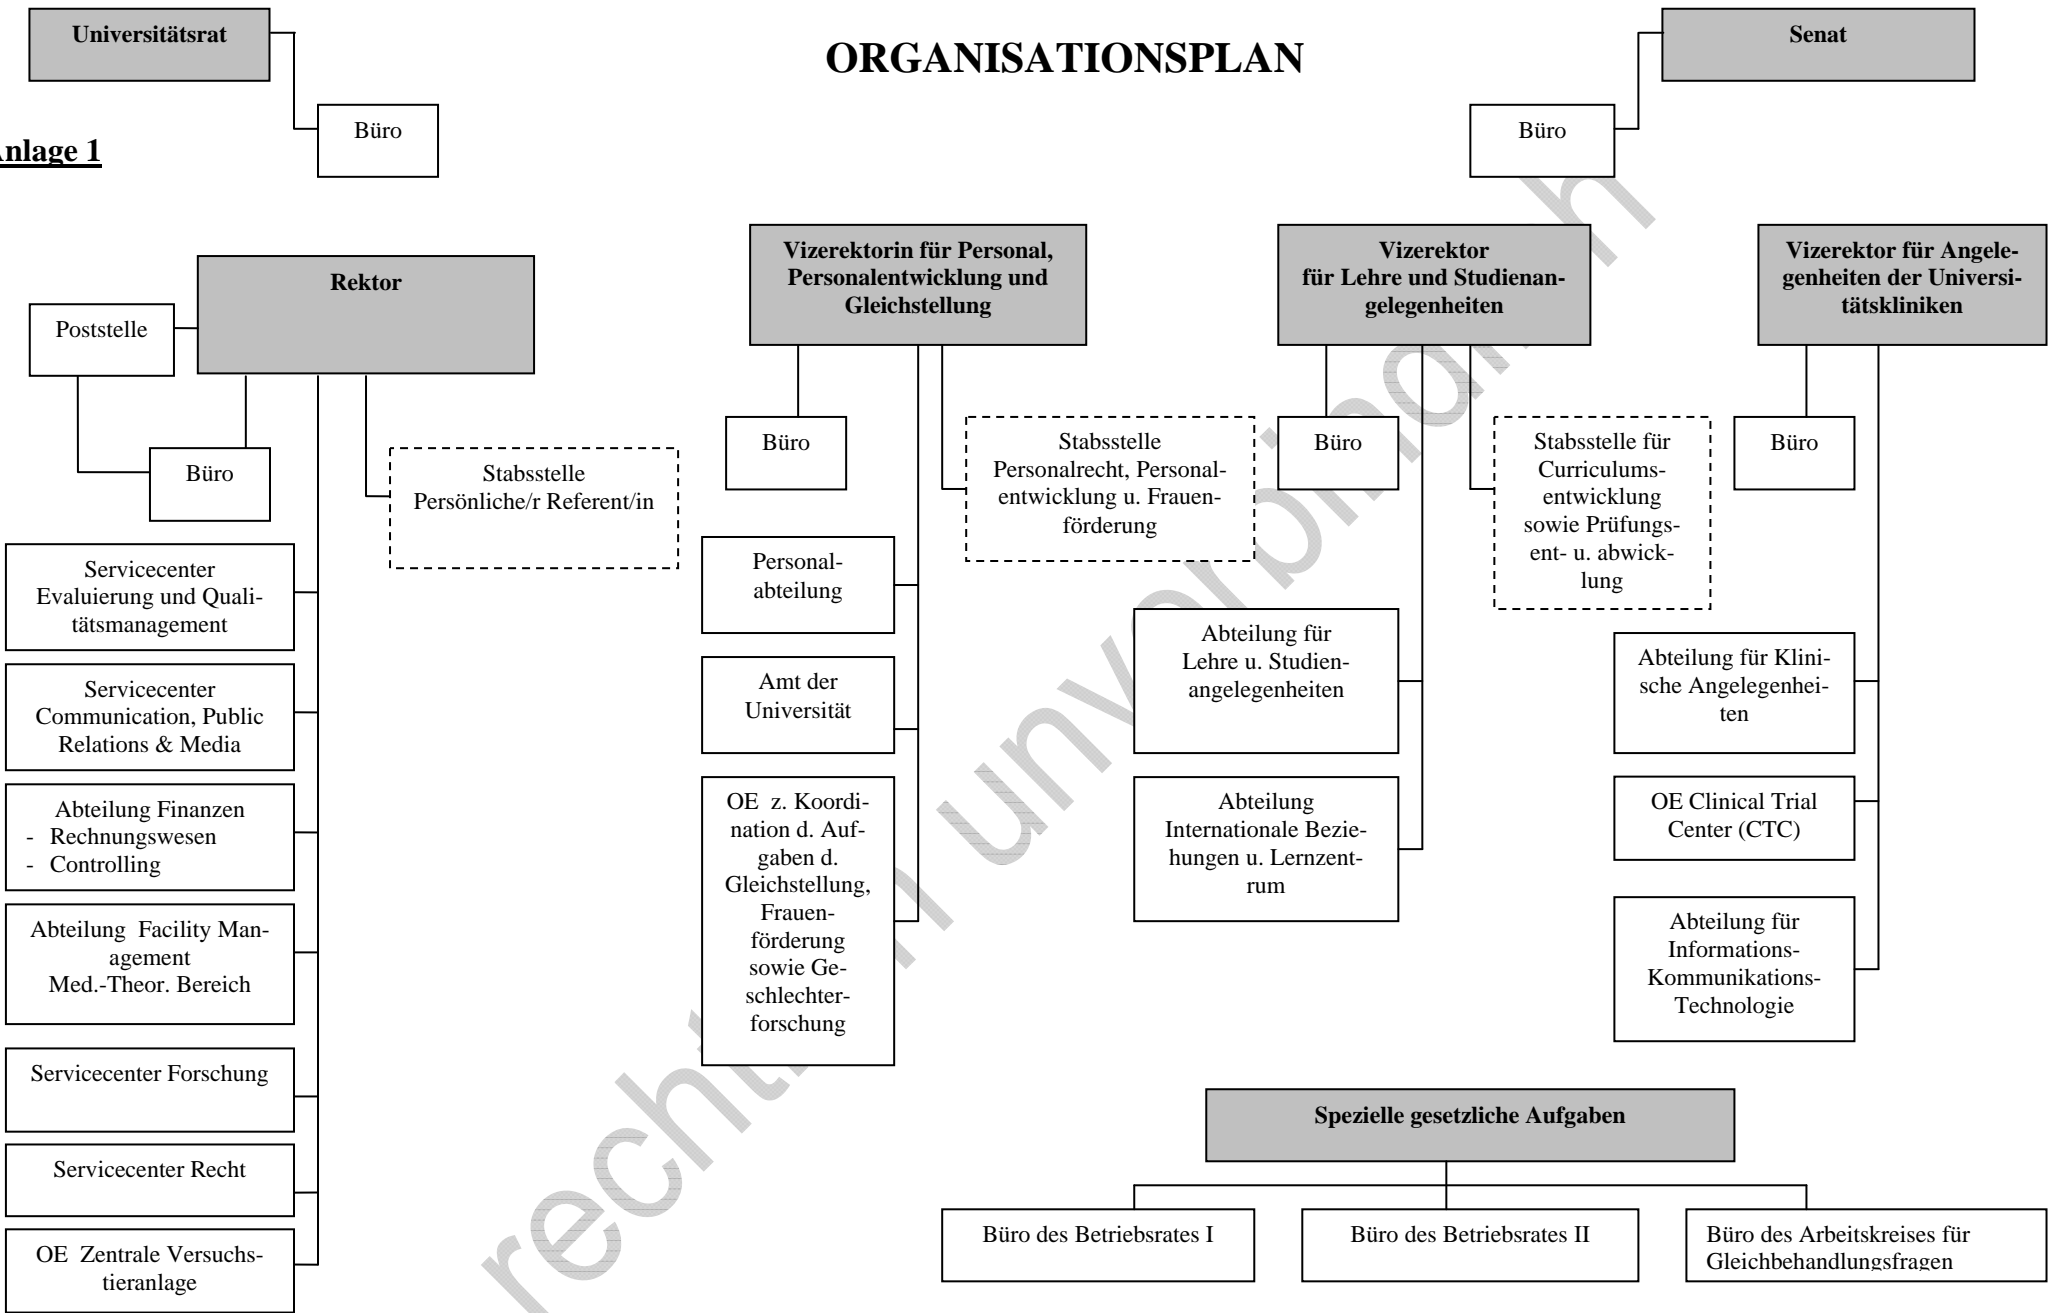 Universitätsrat
ORGANISATIONSPLAN
Senat
Büro
Büro
Anlage 1
Rektor
Poststelle
Büro
Stabsstelle
Persönliche/r Referent/in
Servicecenter
Evaluierung und Quali-
tätsmanagement
Servicecenter
Communication, Public
Relations & Media
Abteilung Finanzen
- Rechnungswesen
- Controlling
Abteilung Facility Man-
agement
Med.-Theor. Bereich
Servicecenter Forschung
Servicecenter Recht
OE Zentrale Versuchs-
tieranlage
Vizerektorin für Personal,
Personalentwicklung und
Gleichstellung
Büro
Stabsstelle
Personalrecht, Personal-
entwicklung u. Frauen-
förderung
Personal-
abteilung
Amt der
Universität
OE z. Koordi-
nation d. Auf-
gaben d.
Gleichstellung,
Frauen-
förderung
sowie Ge-
schlechter-
forschung
Vizerektor
für Lehre und Studienan-
gelegenheiten
Büro
Stabsstelle für
Curriculums-
entwicklung
sowie Prüfungs-
ent- u. abwick-
lung
Abteilung für
Lehre u. Studien-
angelegenheiten
Abteilung
Internationale Bezie-
hungen u. Lernzent-
rum
Vizerektor für Angele-
genheiten der Universi-
tätskliniken
Büro
Abteilung für Klini-
sche Angelegenhei-
ten
OE Clinical Trial
Center (CTC)
Abteilung für
Informations-
Kommunikations-
Technologie
Spezielle gesetzliche Aufgaben
Büro des Betriebsrates I
Büro des Betriebsrates II
Büro des Arbeitskreises für
Gleichbehandlungsfragen
rechtlich unverbindlich